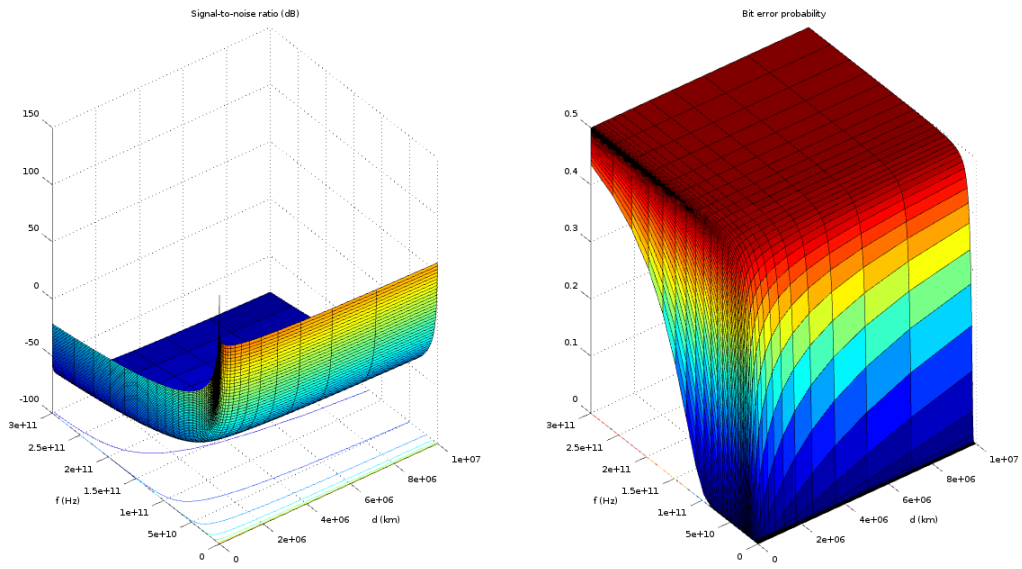 Signal-to-noise ratio (dB)
150
100
50
0
-50
-100
3e+11
2.5e+11
2e+11
1.5e+11
1e+11
5e+10
0
f (Hz)
0
2e+06
4e+06
6e+06
8e+06
1e+07
d (km)
Bit error probability
0.5
0.4
0.3
0.2
0.1
0
3e+11
2.5e+11
2e+11
1.5e+11
1e+11
5e+10
0
f (Hz)
0
2e+06
4e+06
6e+06
8e+06
1e+07
d (km)